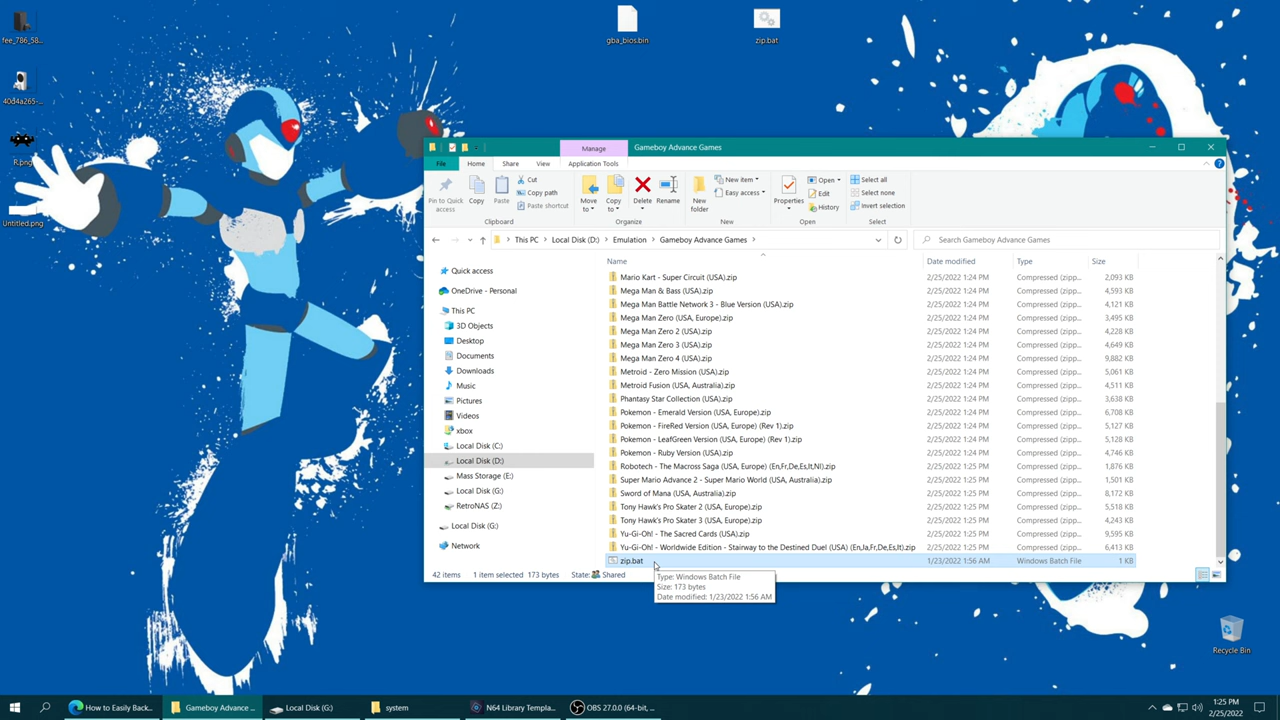 fee_786_58...
40d4a265-...
R.png
Untitled.png
gba_bios.bin
zip.bat
Manage
Gameboy Advance Games
File
Home
Share
View
Application Tools
Pin to Quick access
Copy
Paste
Cut
Copy path
Paste shortcut
Clipboard
Move to
Copy to
Delete
Rename
Organize
New folder
New item
Easy access
New
Properties
Open
Edit
History
Open
Select all
Select none
Invert selection
Select
This PC > Local Disk (D:) > Emulation > Gameboy Advance Games >
Search Gameboy Advance Games
Quick access
OneDrive - Personal
This PC
3D Objects
Desktop
Documents
Downloads
Music
Pictures
Videos
xbox
Local Disk (C:)
Local Disk (D:)
Mass Storage (E:)
Local Disk (G:)
RetroNAS (Z:)
Local Disk (G:)
Network
Name Date modified Type Size
Mario Kart - Super Circuit (USA).zip 2/25/2022 1:24 PM Compressed (zipp... 2,093 KB
Mega Man & Bass (USA).zip 2/25/2022 1:24 PM Compressed (zipp... 4,593 KB
Mega Man Battle Network 3 - Blue Version (USA).zip 2/25/2022 1:24 PM Compressed (zipp... 4,121 KB
Mega Man Zero (USA, Europe).zip 2/25/2022 1:24 PM Compressed (zipp... 3,495 KB
Mega Man Zero 2 (USA).zip 2/25/2022 1:24 PM Compressed (zipp... 4,228 KB
Mega Man Zero 3 (USA).zip 2/25/2022 1:24 PM Compressed (zipp... 4,649 KB
Mega Man Zero 4 (USA).zip 2/25/2022 1:24 PM Compressed (zipp... 9,882 KB
Metroid - Zero Mission (USA).zip 2/25/2022 1:24 PM Compressed (zipp... 5,061 KB
Metroid Fusion (USA, Australia).zip 2/25/2022 1:24 PM Compressed (zipp... 4,511 KB
Phantasy Star Collection (USA).zip 2/25/2022 1:24 PM Compressed (zipp... 3,638 KB
Pokemon - Emerald Version (USA, Europe).zip 2/25/2022 1:24 PM Compressed (zipp... 6,708 KB
Pokemon - FireRed Version (USA, Europe) (Rev 1).zip 2/25/2022 1:24 PM Compressed (zipp... 5,127 KB
Pokemon - LeafGreen Version (USA, Europe) (Rev 1).zip 2/25/2022 1:24 PM Compressed (zipp... 5,128 KB
Pokemon - Ruby Version (USA).zip 2/25/2022 1:24 PM Compressed (zipp... 4,746 KB
Robotech - The Macross Saga (USA, Europe) (En,Fr,De,Es,It,Nl).zip 2/25/2022 1:25 PM Compressed (zipp... 1,876 KB
Super Mario Advance 2 - Super Mario World (USA, Australia).zip 2/25/2022 1:25 PM Compressed (zipp... 1,501 KB
Sword of Mana (USA, Australia).zip 2/25/2022 1:25 PM Compressed (zipp... 8,172 KB
Tony Hawk's Pro Skater 2 (USA, Europe).zip 2/25/2022 1:25 PM Compressed (zipp... 5,518 KB
Tony Hawk's Pro Skater 3 (USA, Europe).zip 2/25/2022 1:25 PM Compressed (zipp... 4,243 KB
Yu-Gi-Oh! - The Sacred Cards (USA).zip 2/25/2022 1:25 PM Compressed (zipp... 9,595 KB
Yu-Gi-Oh! - Worldwide Edition - Stairway to the Destined Duel (USA) (En,Ja,Fr,De,Es,It).zip 2/25/2022 1:25 PM Compressed (zipp... 6,413 KB
zip.bat 1/23/2022 1:56 AM Windows Batch File 1 KB
42 items 1 item selected 173 bytes State: Shared
Type: Windows Batch File
Size: 173 bytes
Date modified: 1/23/2022 1:56 AM
Recycle Bin
How to Easily Back...
Gameboy Advance ...
Local Disk (G:)
system
N64 Library Templa...
OBS 27.0.0 (64-bit, ...
1:25 PM
2/25/2022